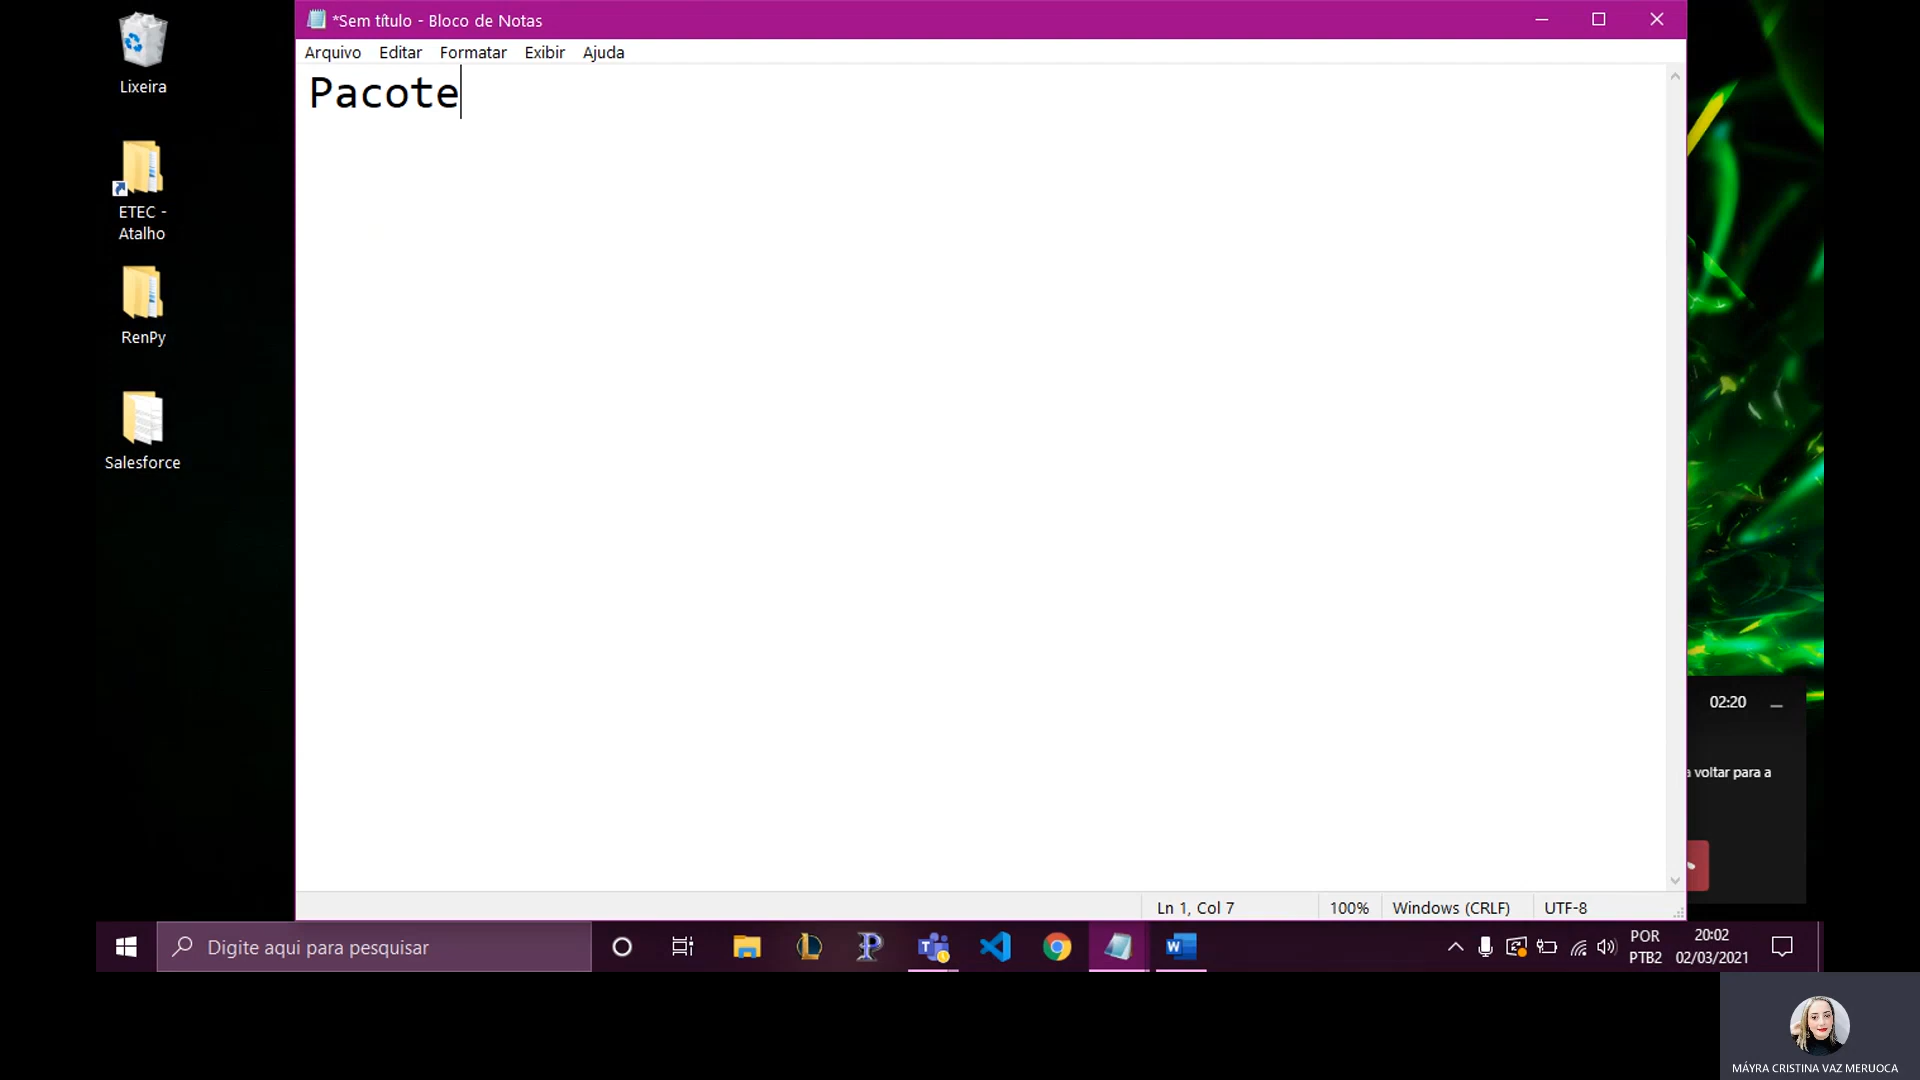 *Sem título - Bloco de Notas
Arquivo Editar Formatar Exibir Ajuda
Pacote
Lixeira
ETEC -
Atalho
RenPy
Salesforce
02:20
voltar para a
Ln 1, Col 7
100%
Windows (CRLF)
UTF-8
Digite aqui para pesquisar
POR
PTB2
20:02
02/03/2021
MÁYRA CRISTINA VAZ MERUOCA